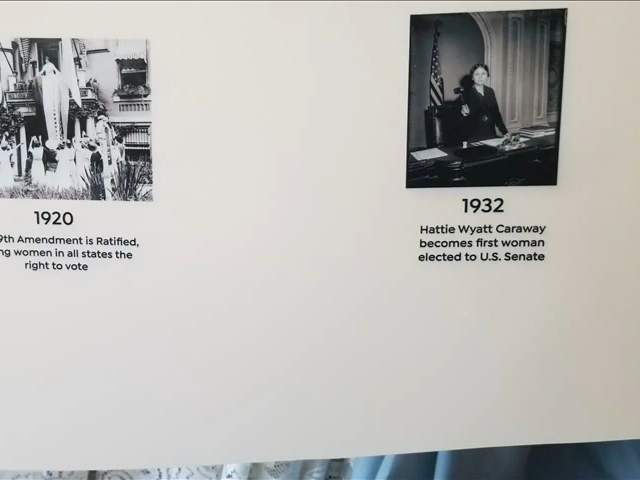 1920
9th Amendment is Ratified,
ng women in all states the
right to vote
1932
Hattie Wyatt Caraway
becomes first woman
elected to U.S. Senate